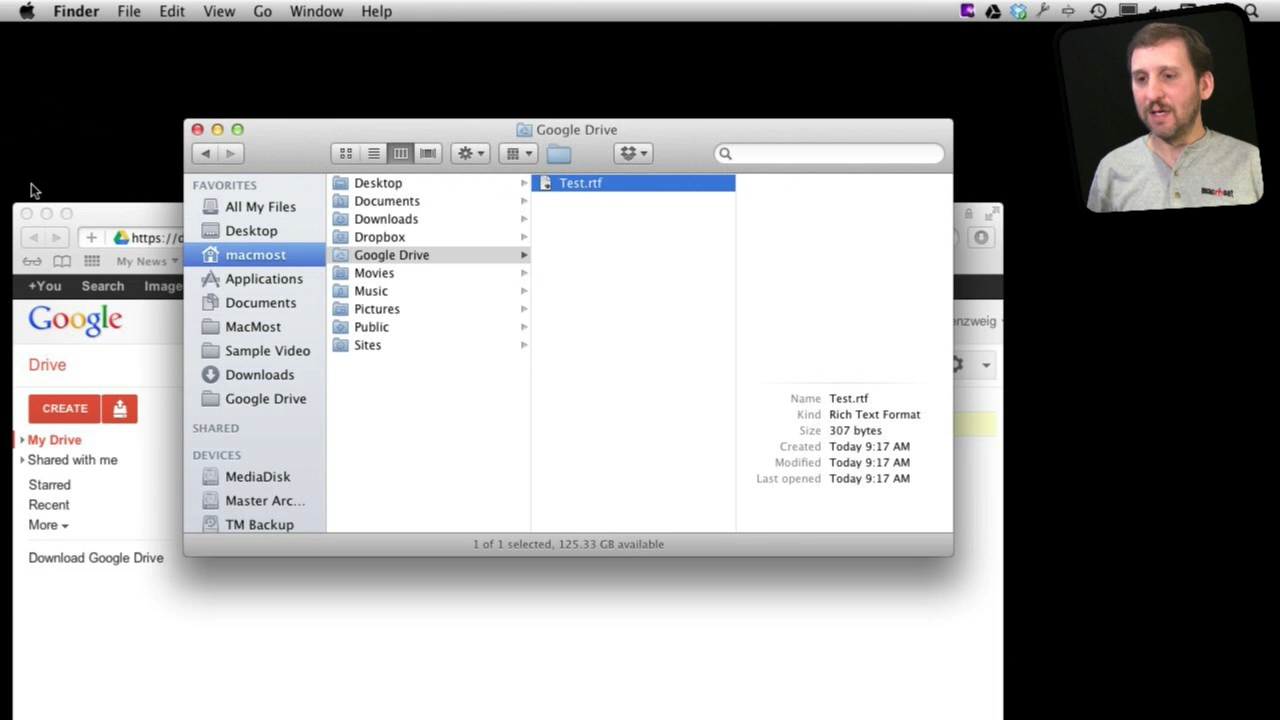 Finder File Edit View Go Window Help
Google Drive
FAVORITES
All My Files
Desktop
macmost
Applications
Documents
MacMost
Sample Video
Downloads
Google Drive
SHARED
DEVICES
MediaDisk
Master Arc...
TM Backup
Desktop
Documents
Downloads
Dropbox
Google Drive
Movies
Music
Pictures
Public
Sites
Test.rtf
Name Test.rtf
Kind Rich Text Format
Size 307 bytes
Created Today 9:17 AM
Modified Today 9:17 AM
Last opened Today 9:17 AM
1 of 1 selected, 125.33 GB available
https://d
My News
+You Search Image
Google
enzweig
Drive
CREATE
My Drive
Shared with me
Starred
Recent
More
Download Google Drive